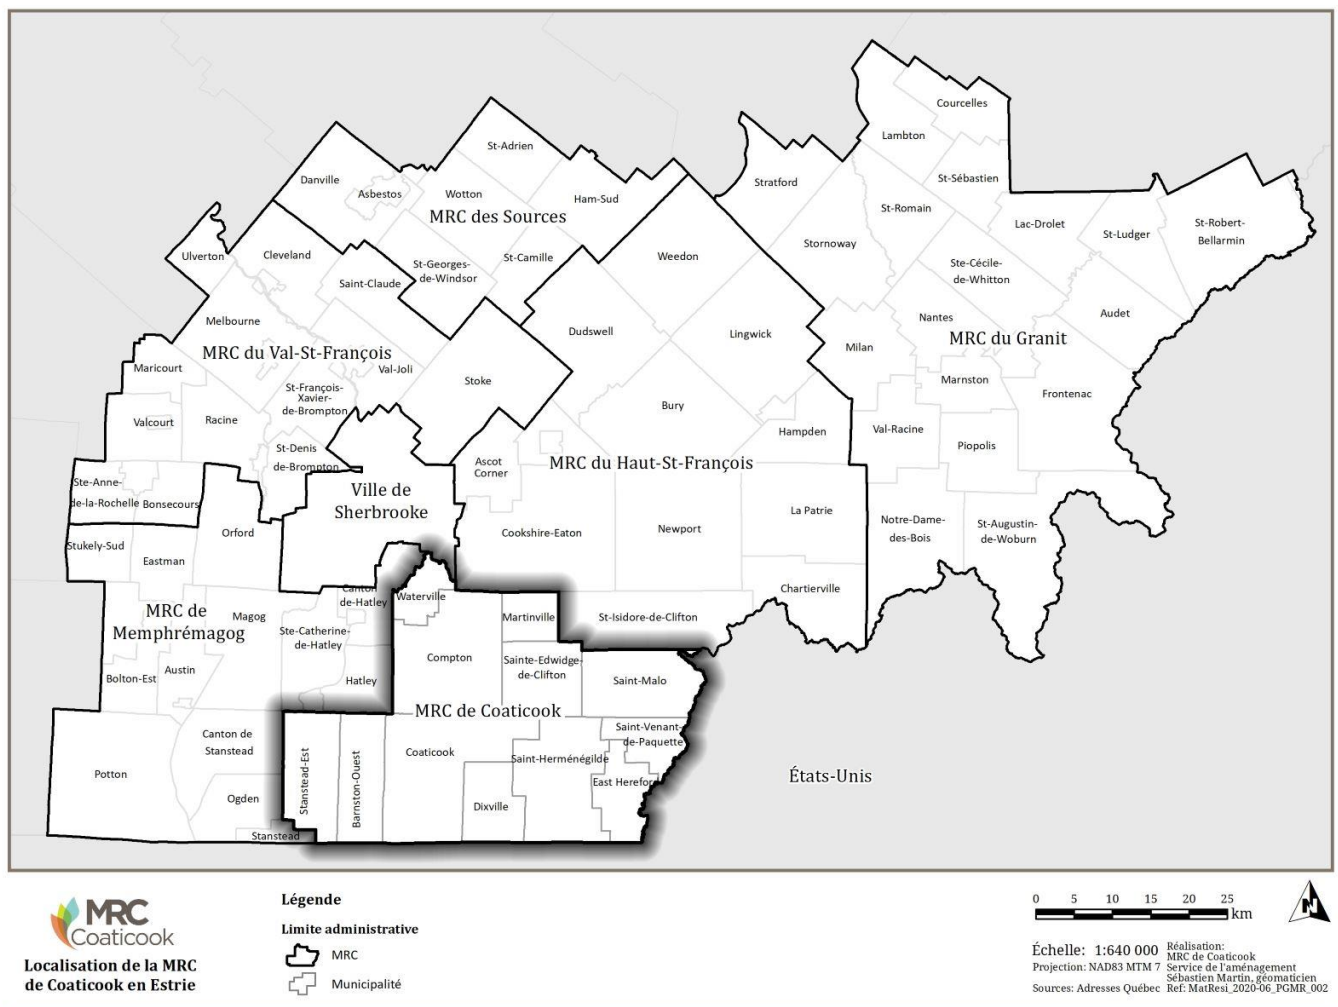 Courcelles
Lambton
St-Adrien
St-Sébastien
Danville
Stratford
Asbestos
Wotton
Ham-Sud
St-Romain
MRC des Sources
Lac-Drolet
St-Robert-
Bellarmin
St-Ludger
Stornoway
Ulverton
Cleveland
St-Camille
Weedon
St-Georges-
de-Windsor
Ste-Cécile-
de-Whitton
Saint-Claude
Audet
Melbourne
Nantes
Dudswell
Lingwick
MRC du Granit
Milan
MRC du Val-St-François
Maricourt
Val-Joli
Stoke
Marnston
St-François-
Xavier-
de-Brompton
Frontenac
Bury
Valcourt
Racine
Hampden
Val-Racine
Piopolis
St-Denis
de-Brompton
Ascot
Corner
MRC du Haut-St-François
Ste-Anne-
de-la-Rochelle
Bonsecours
Ville de
Sherbrooke
La Patrie
Orford
Cookshire-Eaton
Newport
Notre-Dame-
des-Bois
St-Augustin-
de-Woburn
Stukely-Sud
Eastman
Chartierville
Canton
de-Hatley
Waterville
MRC de
Memphrémagog
Magog
Martinville
St-Isidore-de-Clifton
Ste-Catherine-
de-Hatley
Compton
Sainte-Edwidge-
de-Clifton
Austin
Bolton-Est
Hatley
Saint-Malo
MRC de Coaticook
Saint-Venant-
de-Paquette
Canton de
Stanstead
Coaticook
Saint-Herménégilde
Potton
Stanstead-Est
Barnston-Ouest
East Hereford
États-Unis
Ogden
Dixville
Stanstead
MRC
Coaticook
Localisation de la MRC
de Coaticook en Estrie
Légende
Limite administrative
MRC
Municipalité
0 5 10 15 20 25
km
N
Échelle: 1:640 000
Projection: NAD83 MTM 7
Sources: Adresses Québec
Réalisation:
MRC de Coaticook
Service de l'aménagement
Sébastien Martin, géomaticien
Ref: MatResi_2020-06_PGMR_002